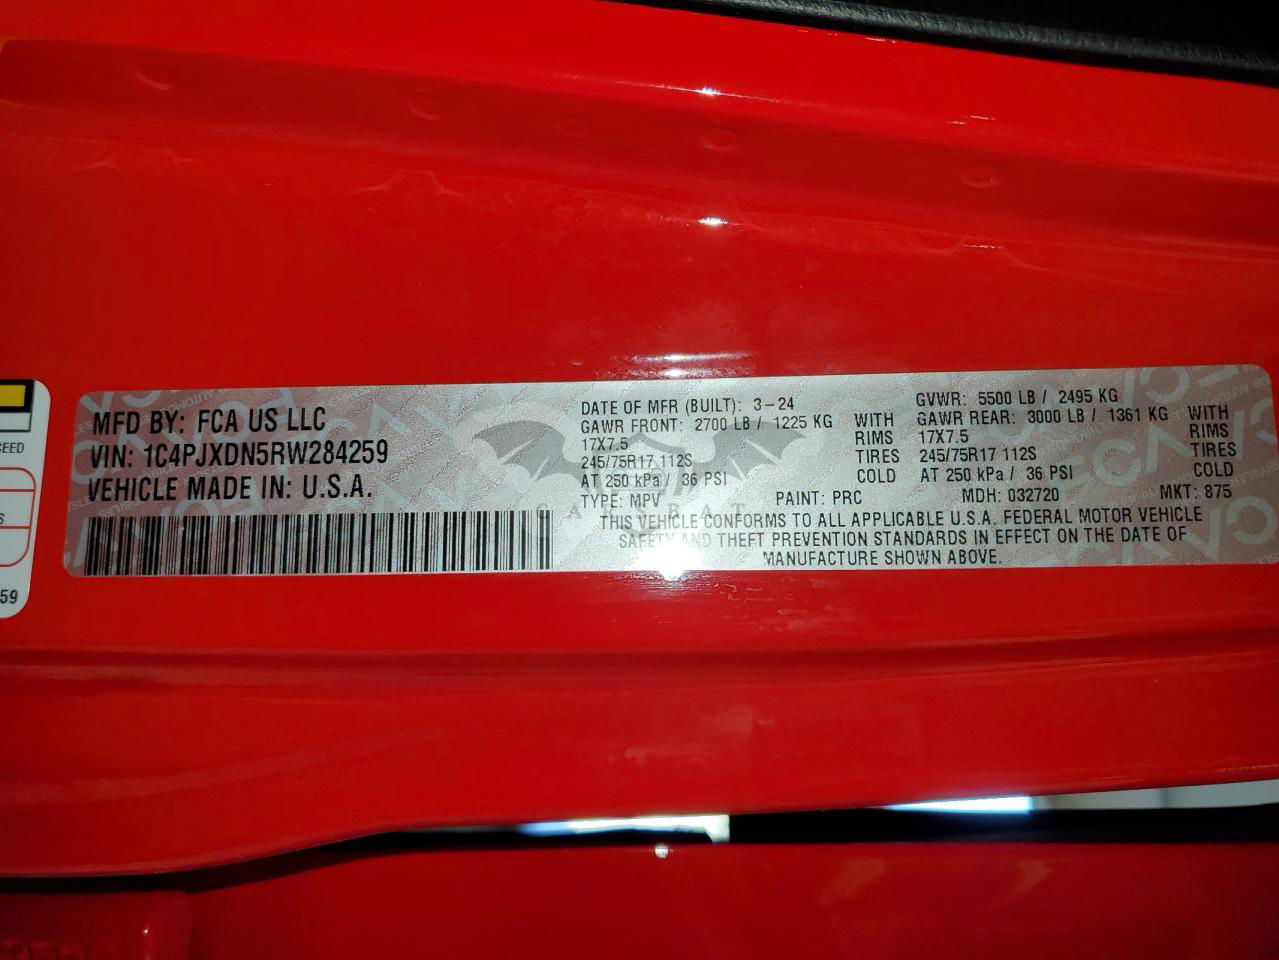 MFD BY: FCA US LLC
VIN: 1C4PJXDN5RW284259
VEHICLE MADE IN: U.S.A.
DATE OF MFR (BUILT): 3-24
GAWR FRONT: 2700 LB / 1225 KG WITH
17X7.5 RIMS
245/75R17 112S TIRES
AT 250 kPa / 36 PSI COLD
GVWR: 5500 LB / 2495 KG
GAWR REAR: 3000 LB / 1361 KG WITH
17X7.5 RIMS
245/75R17 112S TIRES
AT 250 kPa / 36 PSI COLD
TYPE: MPV PAINT: PRC MDH: 032720 MKT: 875
THIS VEHICLE CONFORMS TO ALL APPLICABLE U.S.A. FEDERAL MOTOR VEHICLE
SAFETY AND THEFT PREVENTION STANDARDS IN EFFECT ON THE DATE OF
MANUFACTURE SHOWN ABOVE.
59